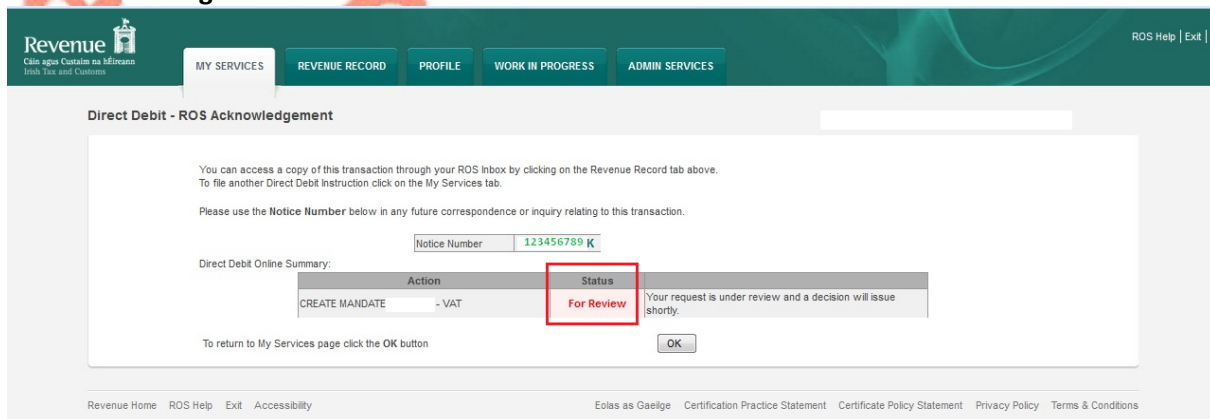 Revenue
Cáin agus Custaim na hÉireann
Irish Tax and Customs
MY SERVICES
REVENUE RECORD
PROFILE
WORK IN PROGRESS
ADMIN SERVICES
ROS Help | Exit |
Direct Debit - ROS Acknowledgement
You can access a copy of this transaction through your ROS Inbox by clicking on the Revenue Record tab above.
To file another Direct Debit Instruction click on the My Services tab.
Please use the Notice Number below in any future correspondence or inquiry relating to this transaction.
Notice Number 123456789 K
Direct Debit Online Summary:
Action Status
CREATE MANDATE - VAT For Review Your request is under review and a decision will issue
shortly.
To return to My Services page click the OK button OK
Revenue Home ROS Help Exit Accessibility Eolas as Gaeilge Certification Practice Statement Certificate Policy Statement Privacy Policy Terms & Conditions